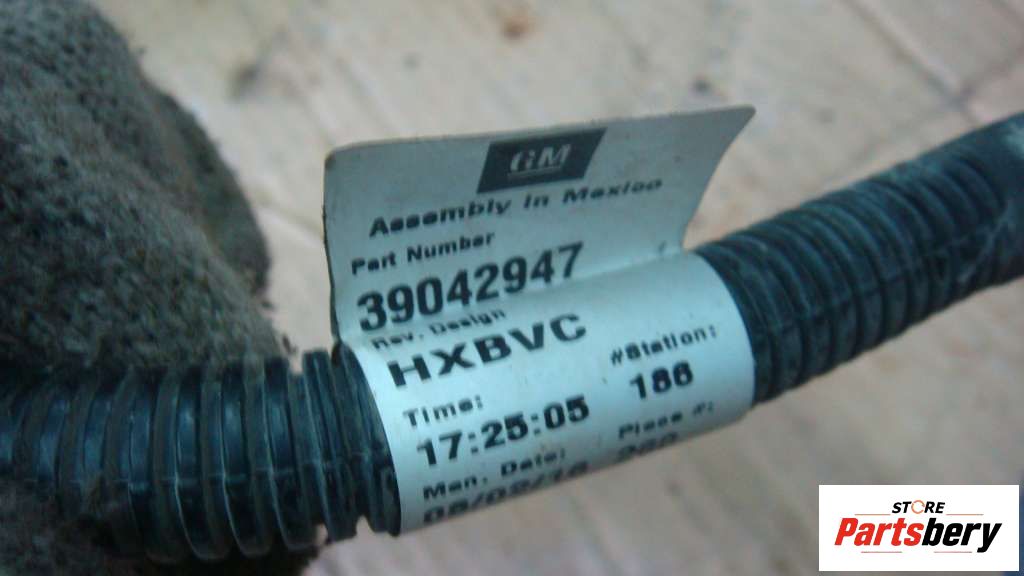 GM
Assembly in Mexico
Part Number
39042947
Rev. Design
HXBVC
#Station:
Time:
186
17:25:05
Piece #:
Man. Date:
STORE
Partsbery